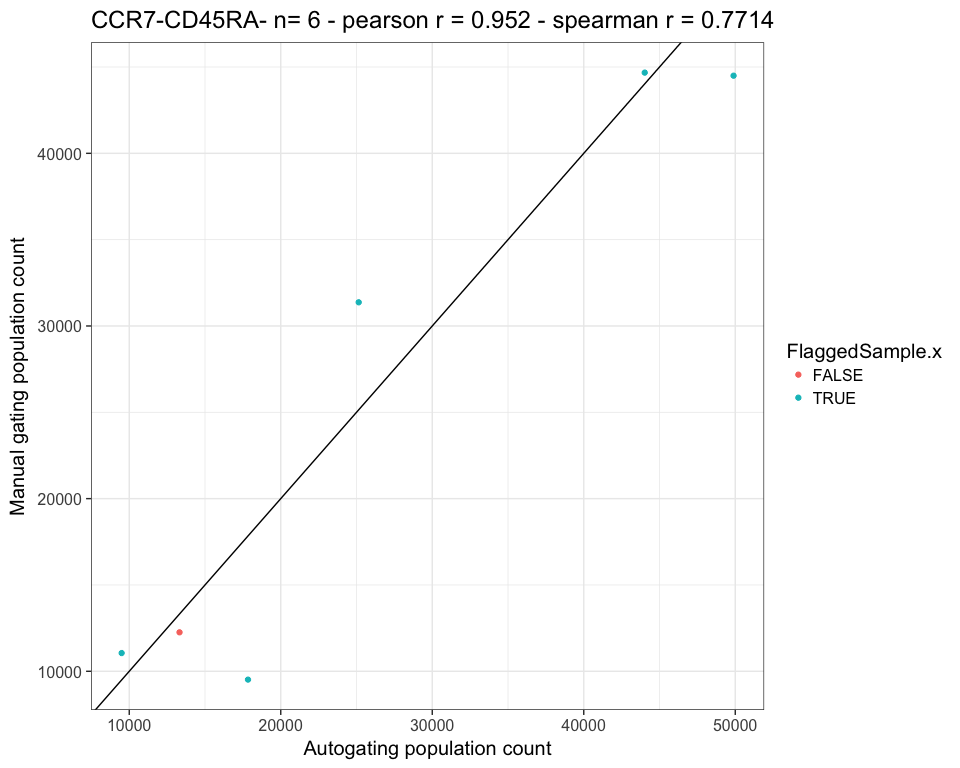 CCR7-CD45RA- n= 6 - pearson r = 0.952 - spearman r = 0.7714
Manual gating population count
40000
30000
20000
10000
10000 20000 30000 40000 50000
Autogating population count
FlaggedSample.x
FALSE
TRUE